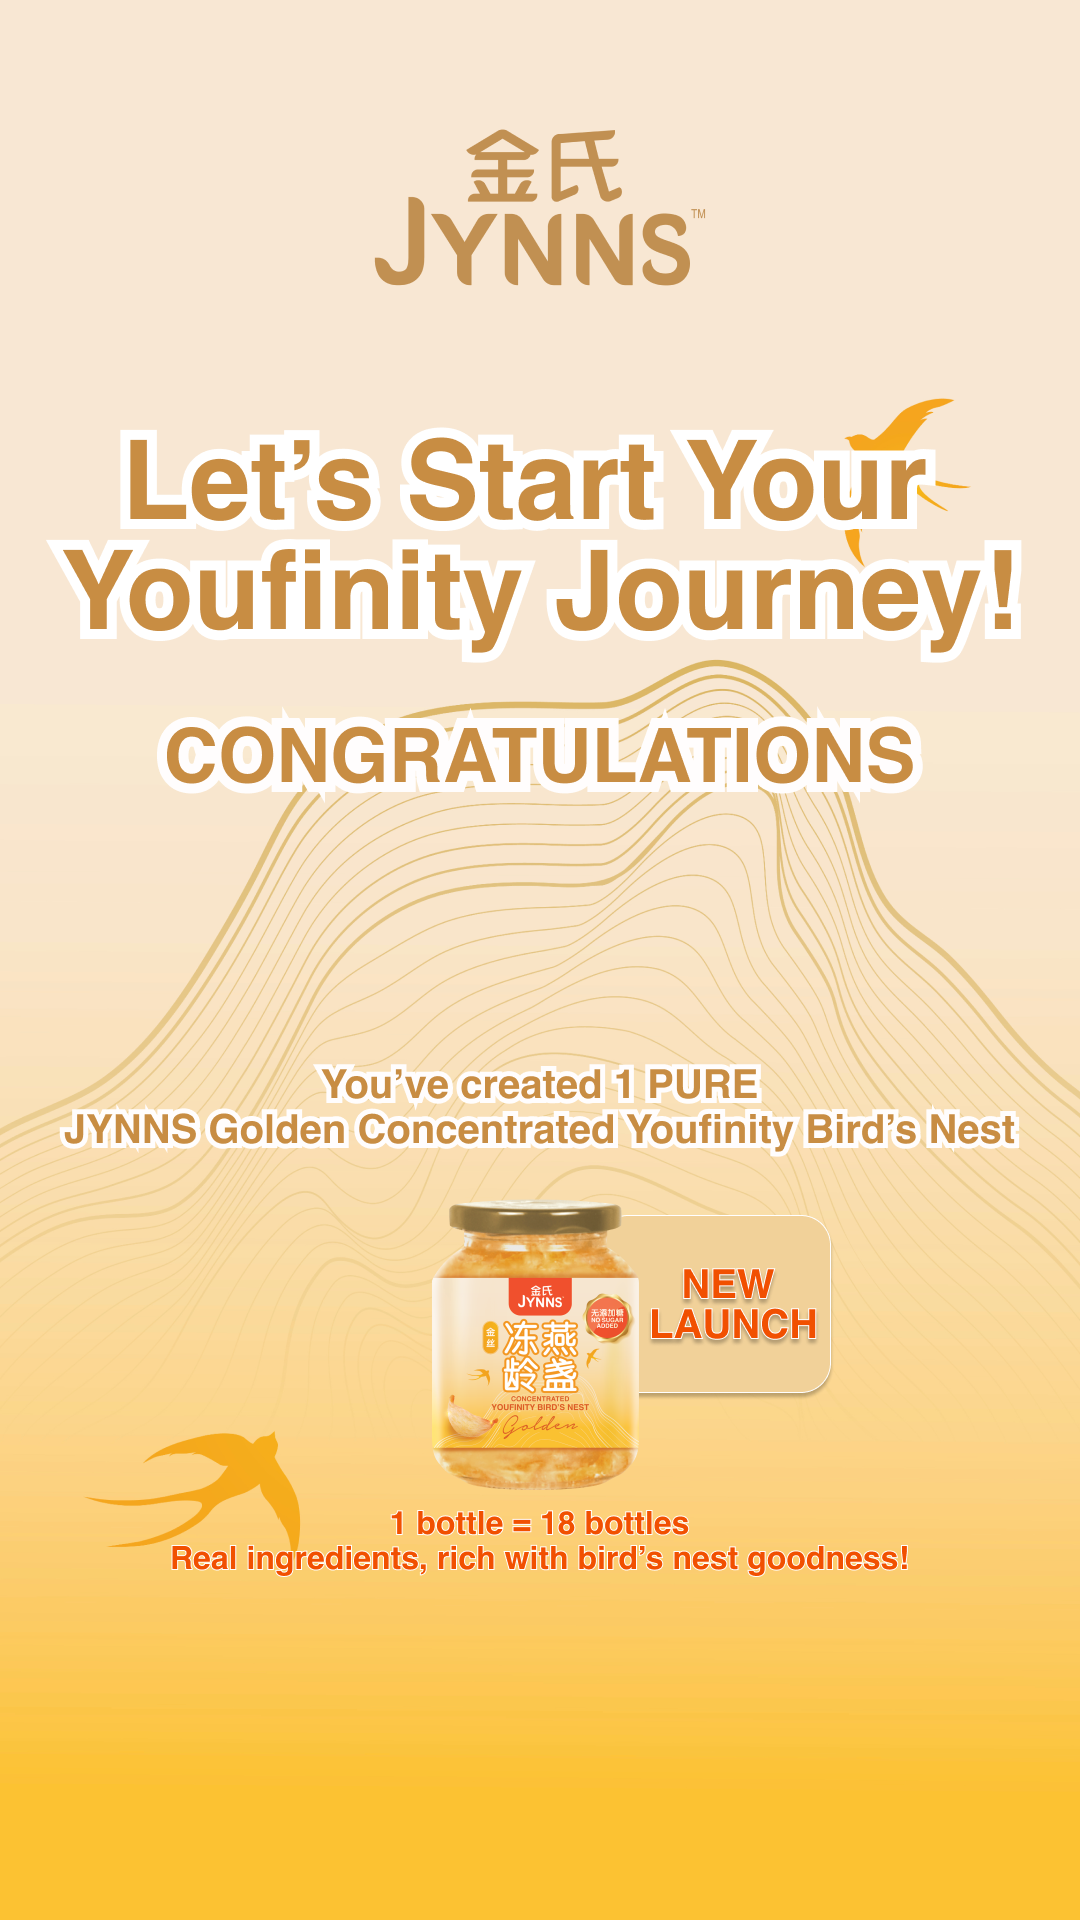 金氏
JYNNS™
Let's Start Your
Youfinity Journey!
CONGRATULATIONS
You've created 1 PURE
JYNNS Golden Concentrated Youfinity Bird's Nest
金氏
JYNNS
无添加糖
NO SUGAR
ADDED
金丝
冻燕
龄盏
CONCENTRATED
YOUFINITY BIRD'S NEST
Golden
NEW
LAUNCH
1 bottle = 18 bottles
Real ingredients, rich with bird's nest goodness!